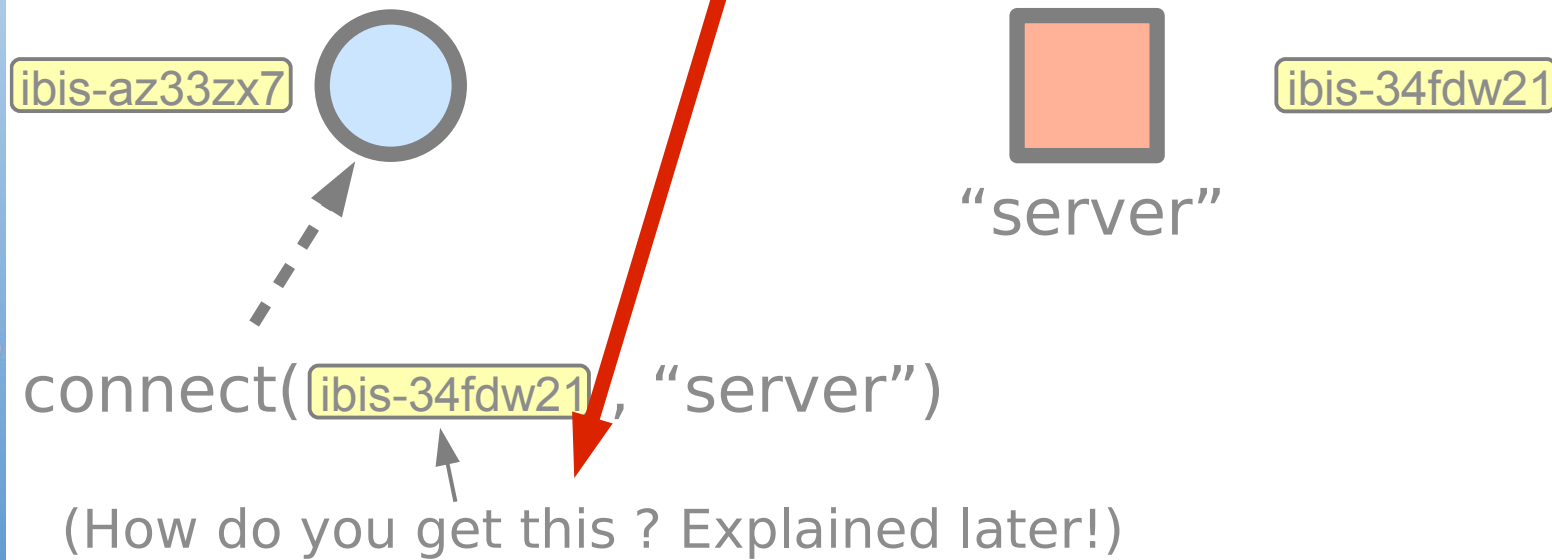 ibis-az33zx7
ibis-34fdw21
“server”
connect( ibis-34fdw21 , “server”)
(How do you get this ? Explained later!)